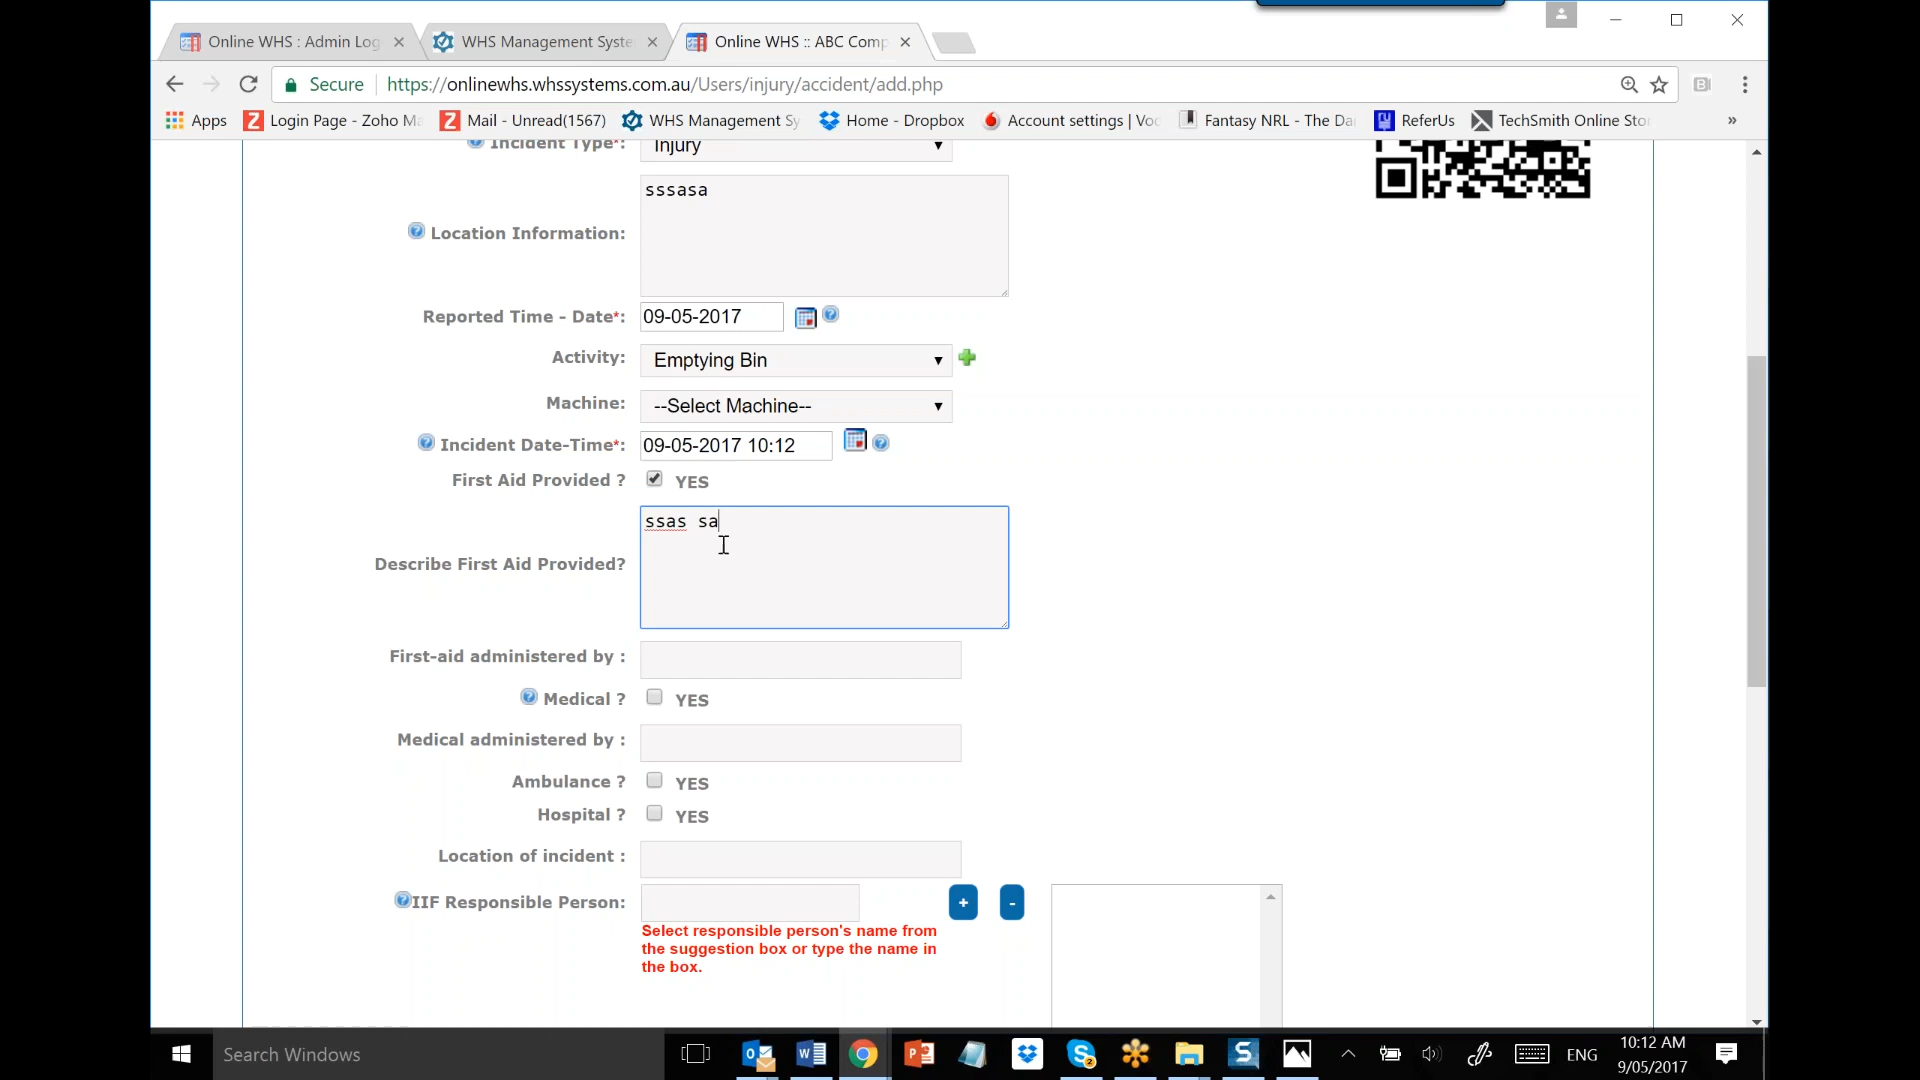 Online WHS : Admin Log
WHS Management Syste
Online WHS :: ABC Comp
Secure
https://onlinewhs.whssystems.com.au/Users/injury/accident/add.php
Apps
Login Page - Zoho Ma
Mail - Unread(1567)
WHS Management Sy
Home - Dropbox
Account settings | Voc
Fantasy NRL - The Da
ReferUs
TechSmith Online Stor
»
Incident Type*:
Injury
Location Information:
sssasa
Reported Time - Date*:
09-05-2017
Activity:
Emptying Bin
Machine:
--Select Machine--
Incident Date-Time*:
09-05-2017 10:12
First Aid Provided ?
YES
Describe First Aid Provided?
ssas sa
First-aid administered by :
Medical ?
YES
Medical administered by :
Ambulance ?
YES
Hospital ?
YES
Location of incident :
IIF Responsible Person:
+
-
Select responsible person's name from
the suggestion box or type the name in
the box.
Search Windows
ENG
10:12 AM
9/05/2017